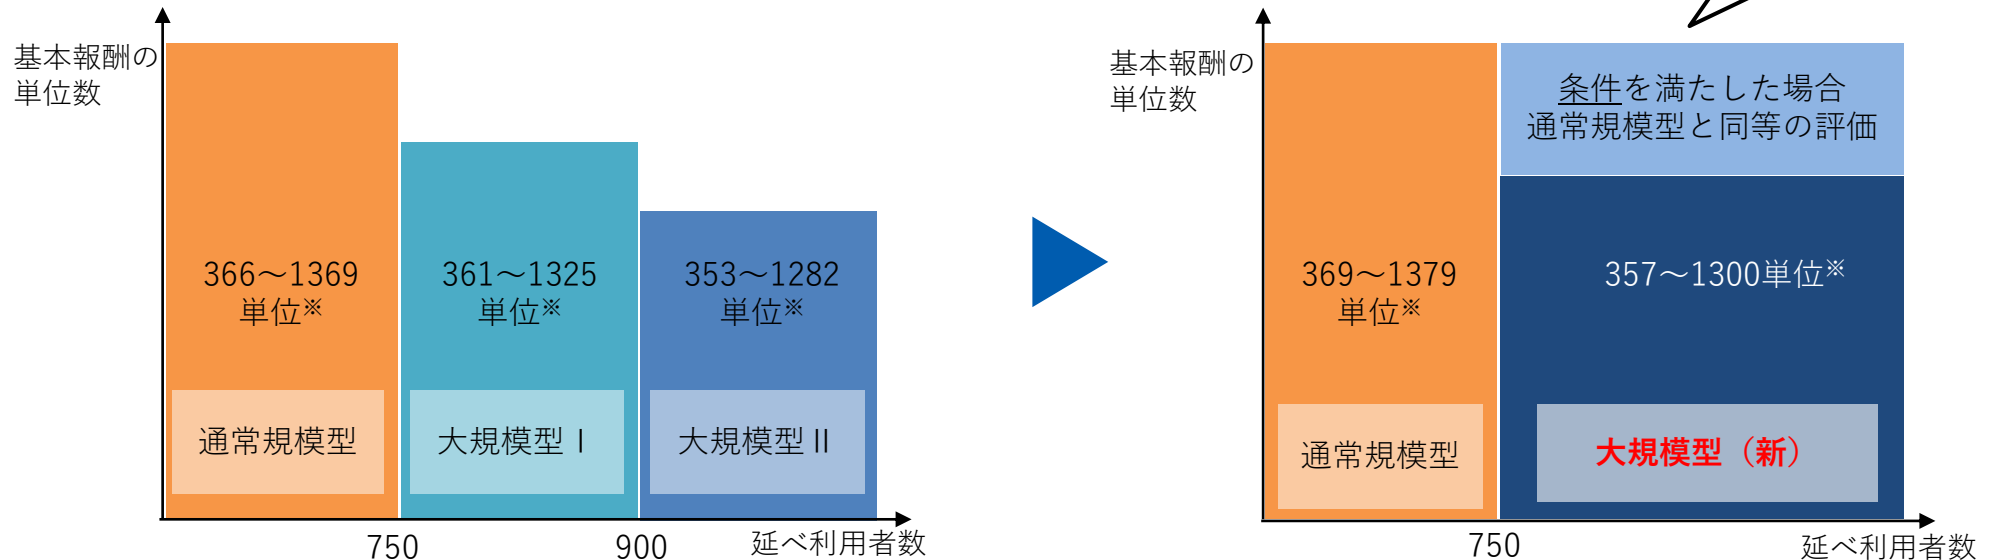 基本報酬の
単位数
366～1369
単位※
361～1325
単位※
353～1282
単位※
通常規模型
大規模型Ⅰ
大規模型Ⅱ
750
900
延べ利用者数
基本報酬の
単位数
条件を満たした場合
通常規模型と同等の評価
369～1379
単位※
357～1300単位※
通常規模型
大規模型（新）
750
延べ利用者数